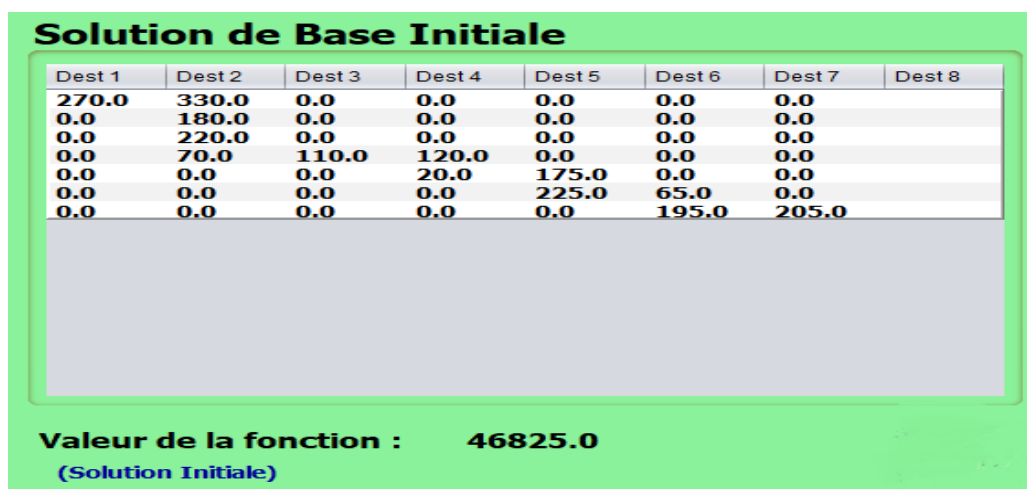 Solution de Base Initiale
Dest 1 Dest 2 Dest 3 Dest 4 Dest 5 Dest 6 Dest 7 Dest 8
270.0 330.0 0.0 0.0 0.0 0.0 0.0
0.0 180.0 0.0 0.0 0.0 0.0 0.0
0.0 220.0 0.0 0.0 0.0 0.0 0.0
0.0 70.0 110.0 120.0 0.0 0.0 0.0
0.0 0.0 0.0 20.0 175.0 0.0 0.0
0.0 0.0 0.0 0.0 225.0 65.0 0.0
0.0 0.0 0.0 0.0 0.0 195.0 205.0
Valeur de la fonction : 46825.0
(Solution Initiale)